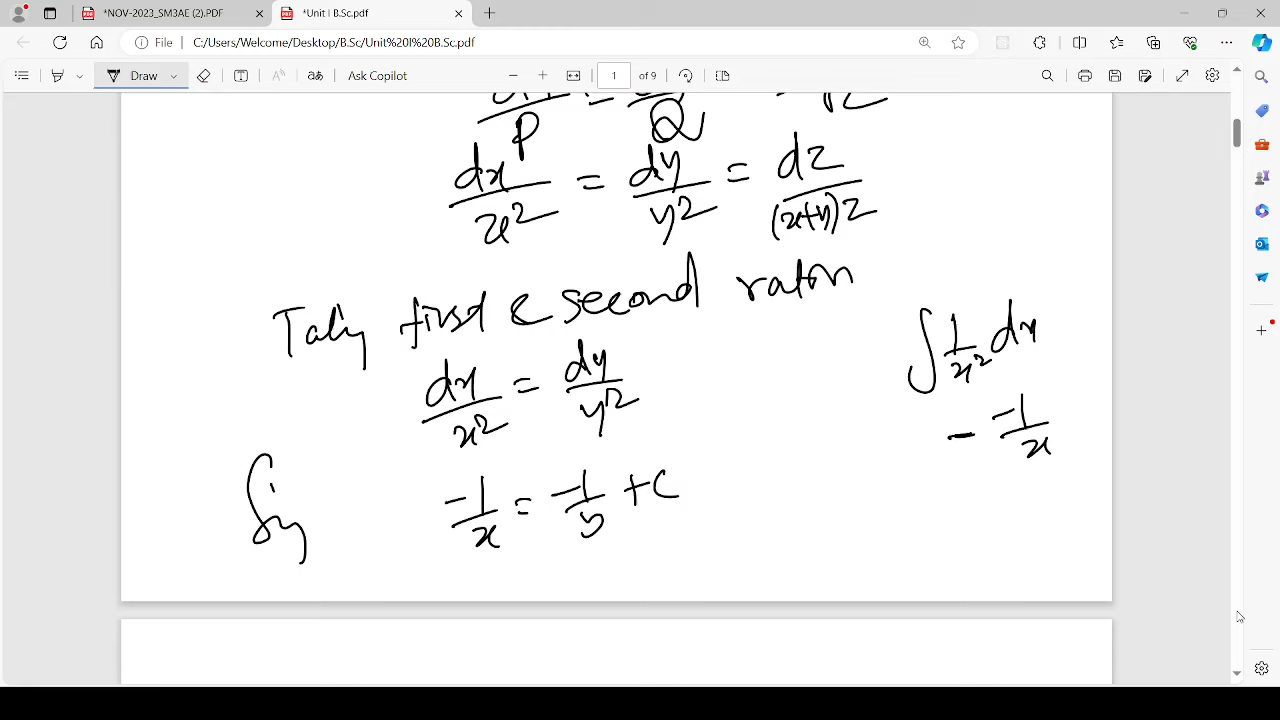 *NOV-2023_SM3AE (2).PDF
*Unit I B.Sc.pdf
File C:/Users/Welcome/Desktop/B.Sc/Unit%20I%20B.Sc.pdf
Draw
Ask Copilot
1 of 9
P Q
dx/x² = dy/y² = dz/(x+y)z
first & second
dx/x² = dy/y²
∫ 1/x² dx
- -1/x
-1/x = -1/y + C